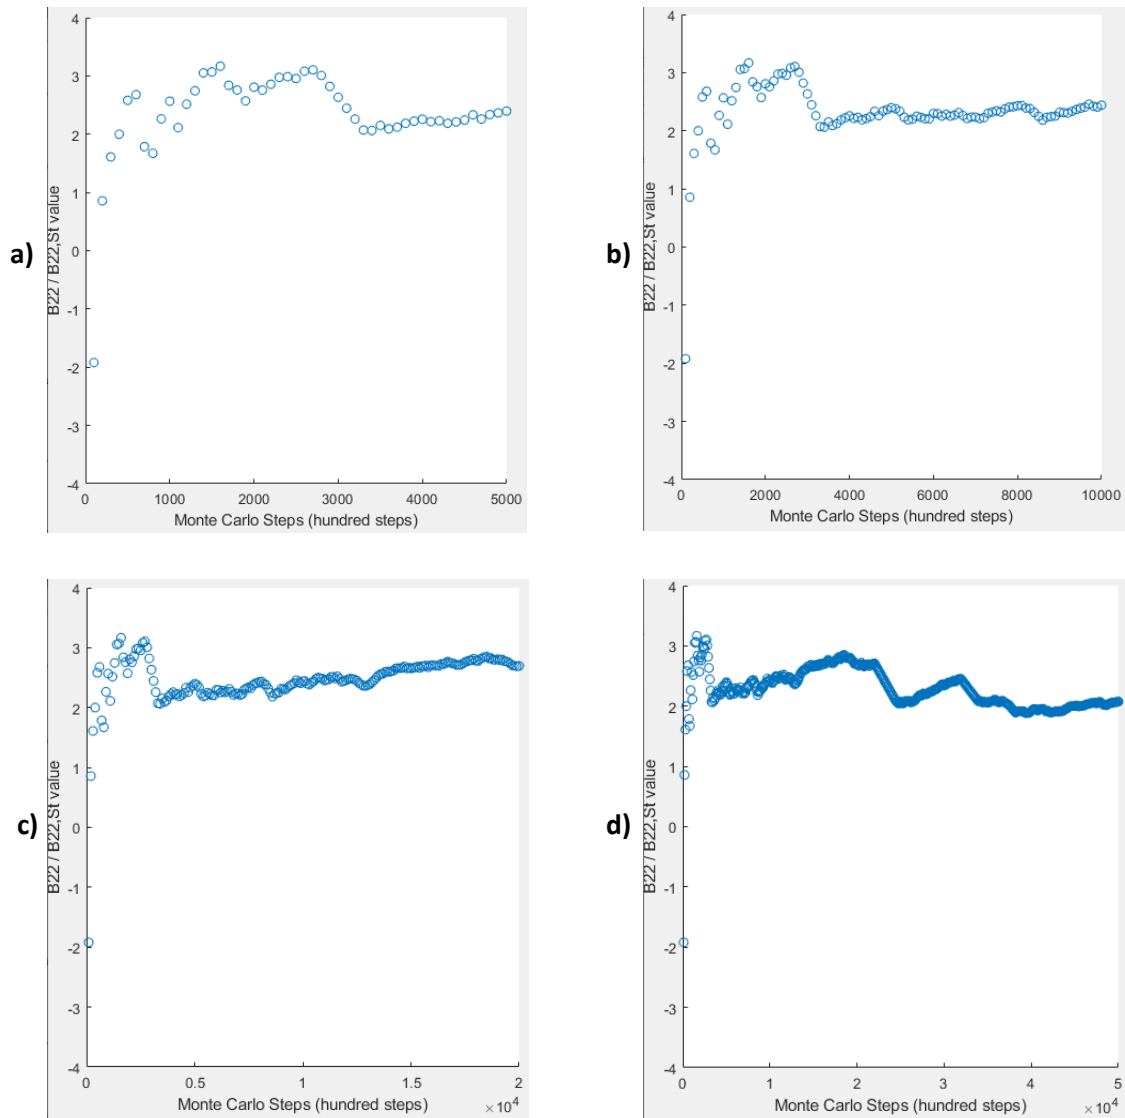 a)
B22 / B22,St value
4
3
2
1
0
-1
-2
-3
-4
0 1000 2000 3000 4000 5000
Monte Carlo Steps (hundred steps)
b)
B22 / B22,St value
4
3
2
1
0
-1
-2
-3
-4
0 2000 4000 6000 8000 10000
Monte Carlo Steps (hundred steps)
c)
B22 / B22,St value
4
3
2
1
0
-1
-2
-3
-4
0 0.5 1 1.5 2
Monte Carlo Steps (hundred steps) × 10^4
d)
B22 / B22,St value
4
3
2
1
0
-1
-2
-3
-4
0 1 2 3 4 5
Monte Carlo Steps (hundred steps) × 10^4